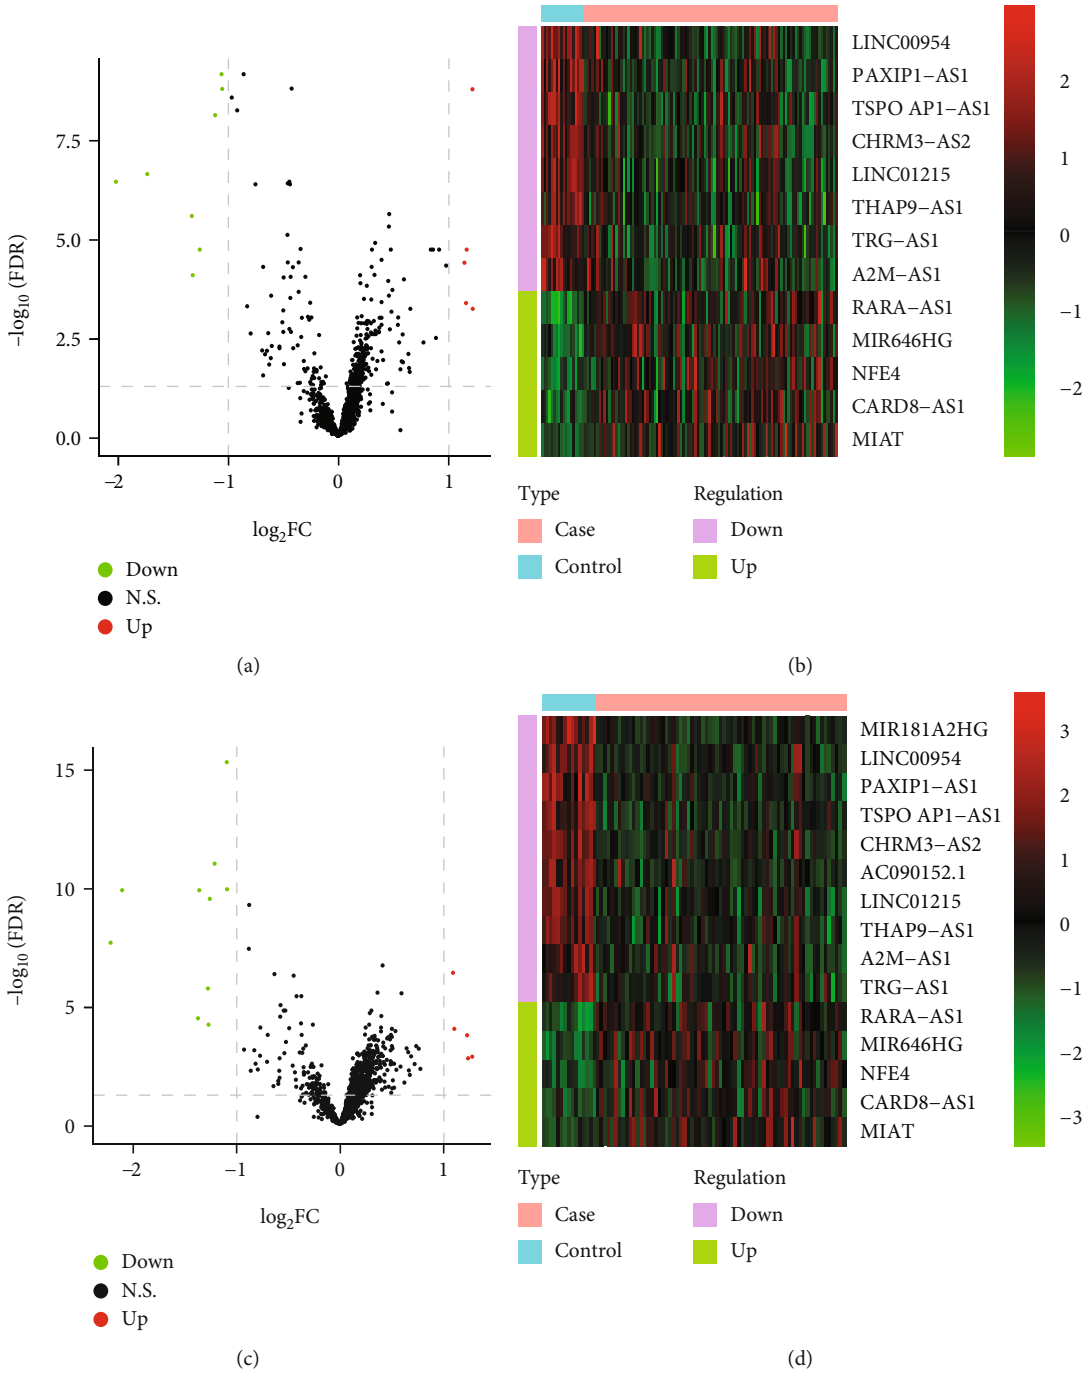 7.5
5.0
2.5
0.0
−log10 (FDR)
−2
−1
0
1
log2FC
Down
N.S.
Up
(a)
LINC00954
PAXIP1−AS1
TSPO AP1−AS1
CHRM3−AS2
LINC01215
THAP9−AS1
TRG−AS1
A2M−AS1
RARA−AS1
MIR646HG
NFE4
CARD8−AS1
MIAT
2
1
0
−1
−2
Type
Case
Control
Regulation
Down
Up
(b)
15
10
5
0
−log10 (FDR)
−2
−1
0
1
log2FC
Down
N.S.
Up
(c)
MIR181A2HG
LINC00954
PAXIP1−AS1
TSPO AP1−AS1
CHRM3−AS2
AC090152.1
LINC01215
THAP9−AS1
A2M−AS1
TRG−AS1
RARA−AS1
MIR646HG
NFE4
CARD8−AS1
MIAT
3
2
1
0
−1
−2
−3
Type
Case
Control
Regulation
Down
Up
(d)